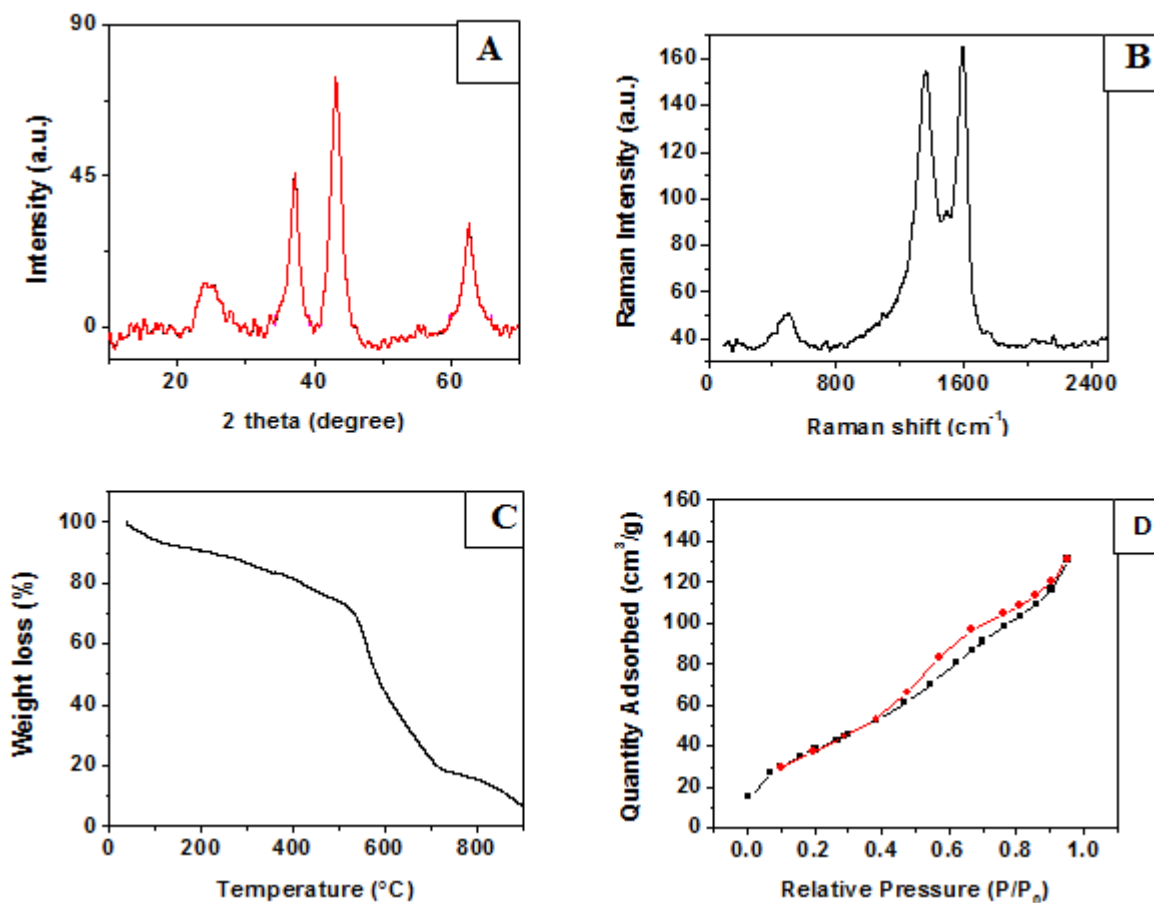 A
90
45
0
Intensity (a.u.)
20 40 60
2 theta (degree)
B
160
140
120
100
80
60
40
Raman Intensity (a.u.)
0 800 1600 2400
Raman shift (cm⁻¹)
C
100
80
60
40
20
0
Weight loss (%)
0 200 400 600 800
Temperature (°C)
D
160
140
120
100
80
60
40
20
0
Quantity Adsorbed (cm³/g)
0.0 0.2 0.4 0.6 0.8 1.0
Relative Pressure (P/P₀)